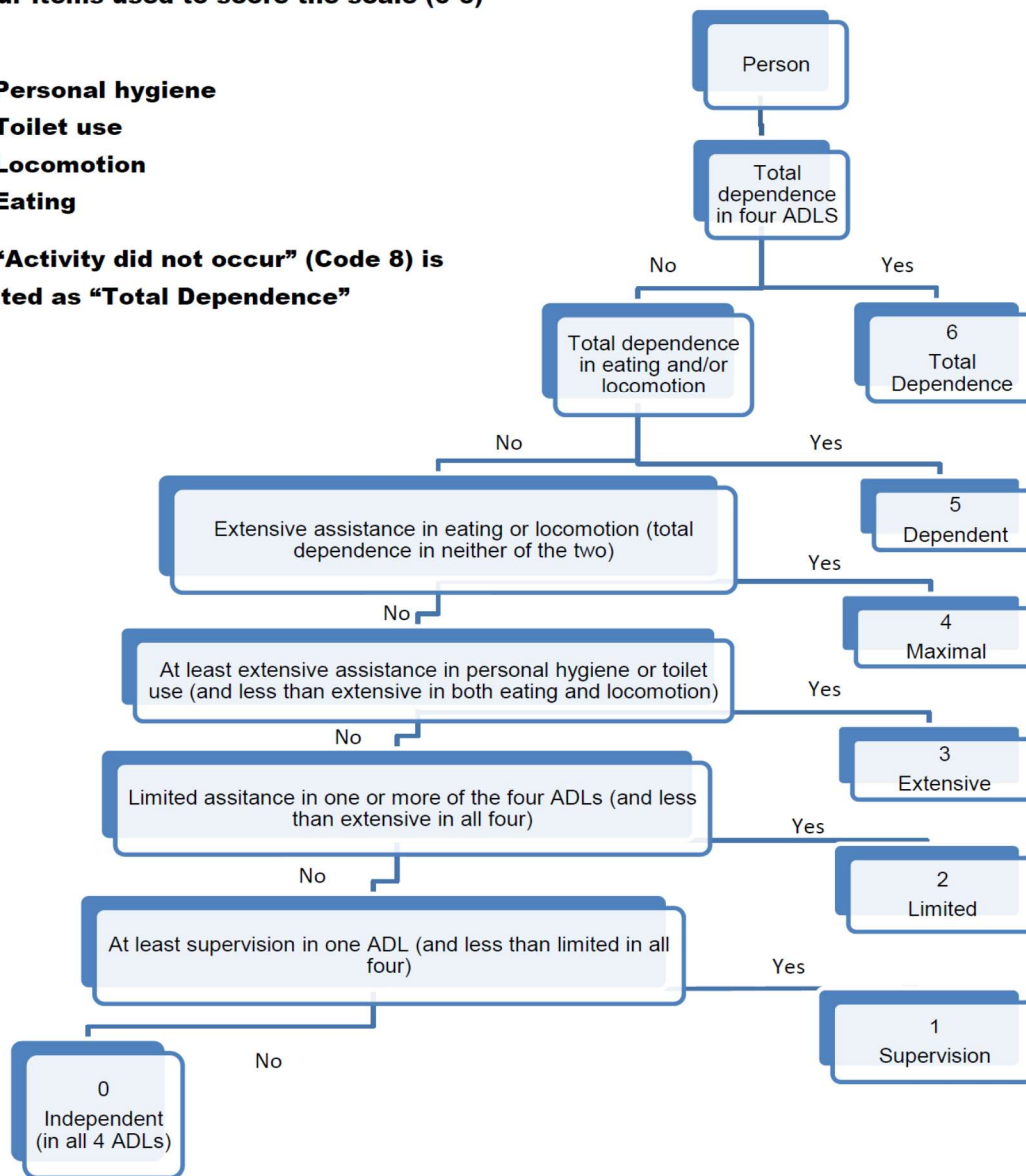 items used to score the scale (0-6)
Personal hygiene
Toilet use
Locomotion
Eating
"Activity did not occur" (Code 8) is
ted as "Total Dependence"
Person
Total
dependence
in four ADLS
No
Yes
Total dependence
in eating and/or
locomotion
6
Total
Dependence
No
Yes
Extensive assistance in eating or locomotion (total
dependence in neither of the two)
5
Dependent
Yes
No
4
Maximal
At least extensive assistance in personal hygiene or toilet
use (and less than extensive in both eating and locomotion)
Yes
No
3
Extensive
Limited assitance in one or more of the four ADLs (and less
than extensive in all four)
Yes
No
2
Limited
At least supervision in one ADL (and less than limited in all
four)
Yes
1
Supervision
No
0
Independent
(in all 4 ADLs)